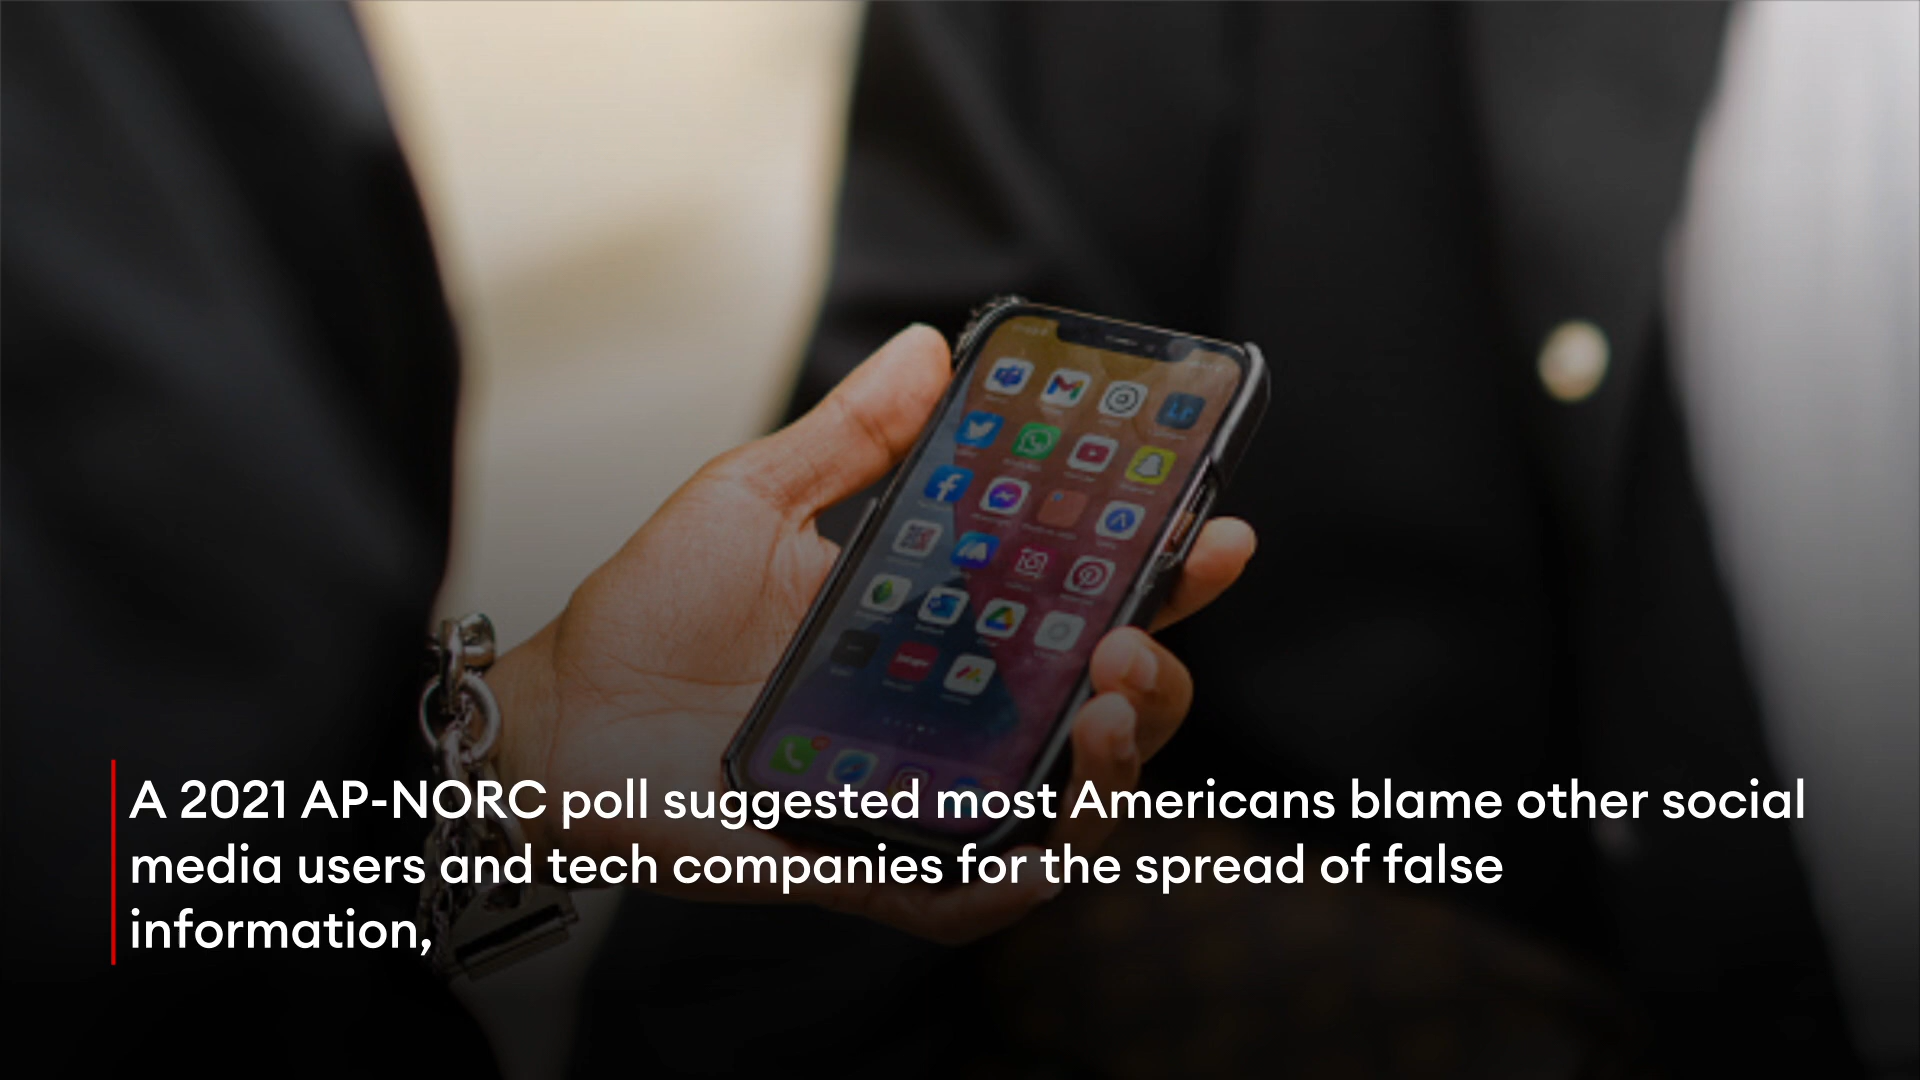 A 2021 AP-NORC poll suggested most Americans blame other social
media users and tech companies for the spread of false
information,